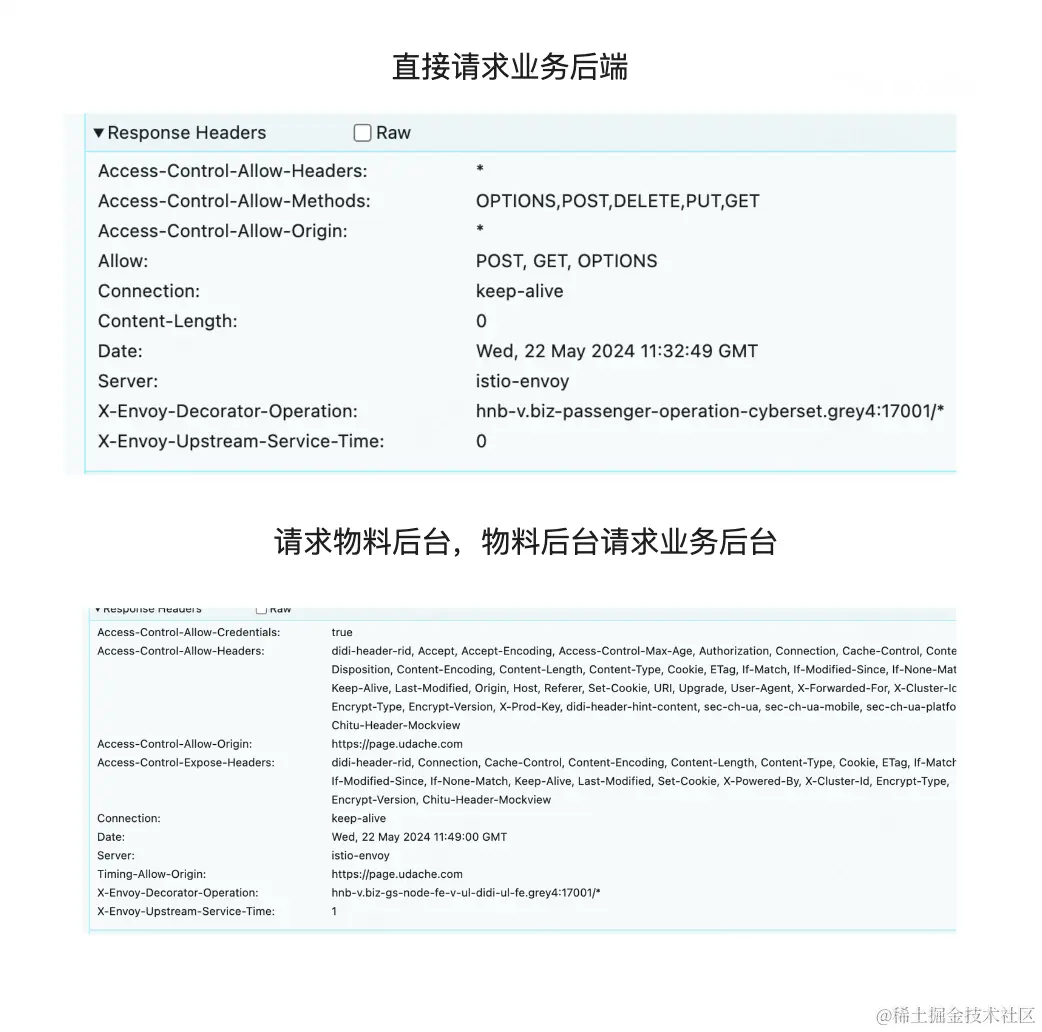 直接请求业务后端
▼Response Headers Raw
Access-Control-Allow-Headers: *
Access-Control-Allow-Methods: OPTIONS,POST,DELETE,PUT,GET
Access-Control-Allow-Origin: *
Allow: POST, GET, OPTIONS
Connection: keep-alive
Content-Length: 0
Date: Wed, 22 May 2024 11:32:49 GMT
Server: istio-envoy
X-Envoy-Decorator-Operation: hnb-v.biz-passenger-operation-cyberset.grey4:17001/*
X-Envoy-Upstream-Service-Time: 0
请求物料后台，物料后台请求业务后台
▼Response Headers Raw
Access-Control-Allow-Credentials: true
Access-Control-Allow-Headers: didi-header-rid, Accept, Accept-Encoding, Access-Control-Max-Age, Authorization, Connection, Cache-Control, Conte
Disposition, Content-Encoding, Content-Length, Content-Type, Cookie, ETag, If-Match, If-Modified-Since, If-None-Mat
Keep-Alive, Last-Modified, Origin, Host, Referer, Set-Cookie, URI, Upgrade, User-Agent, X-Forwarded-For, X-Cluster-Id
Encrypt-Type, Encrypt-Version, X-Prod-Key, didi-header-hint-content, sec-ch-ua, sec-ch-ua-mobile, sec-ch-ua-platfo
Chitu-Header-Mockview
Access-Control-Allow-Origin: https://page.udache.com
Access-Control-Expose-Headers: didi-header-rid, Connection, Cache-Control, Content-Encoding, Content-Length, Content-Type, Cookie, ETag, If-Match
If-Modified-Since, If-None-Match, Keep-Alive, Last-Modified, Set-Cookie, X-Powered-By, X-Cluster-Id, Encrypt-Type,
Encrypt-Version, Chitu-Header-Mockview
Connection: keep-alive
Date: Wed, 22 May 2024 11:49:00 GMT
Server: istio-envoy
Timing-Allow-Origin: https://page.udache.com
X-Envoy-Decorator-Operation: hnb-v.biz-gs-node-fe-v-ul-didi-ul-fe.grey4:17001/*
X-Envoy-Upstream-Service-Time: 1
@稀土掘金技术社区